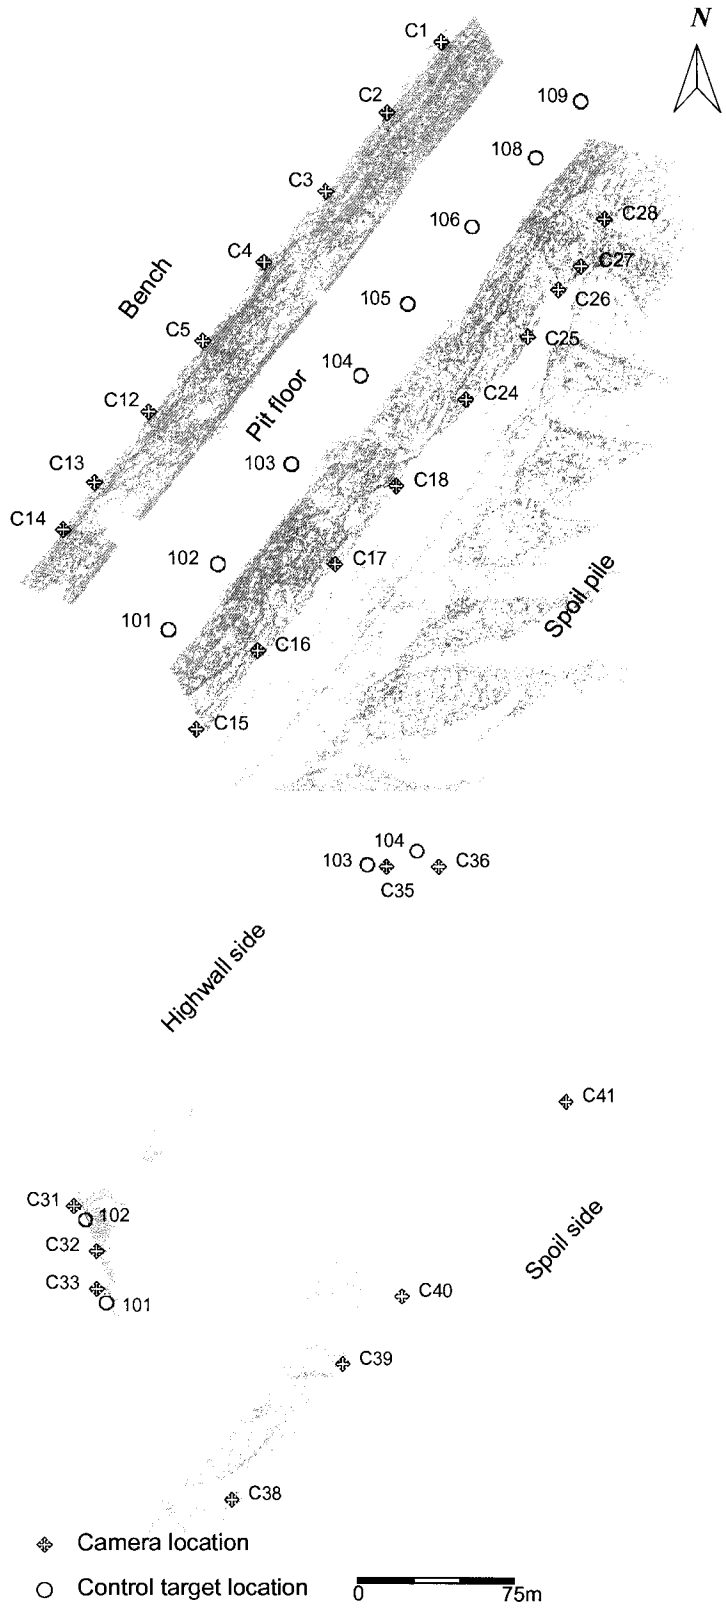 N
C1
109
C2
108
C3
C28
106
C4
C27
Bench
C26
105
C5
C25
104
C24
C12
Pit floor
103
C13
C18
C14
102
C17
Spoil pile
101
C16
C15
104
103
C36
C35
Highwall side
C41
C31
102
C32
Spoil side
C33
101
C40
C39
C38
Camera location
Control target location
0 75m